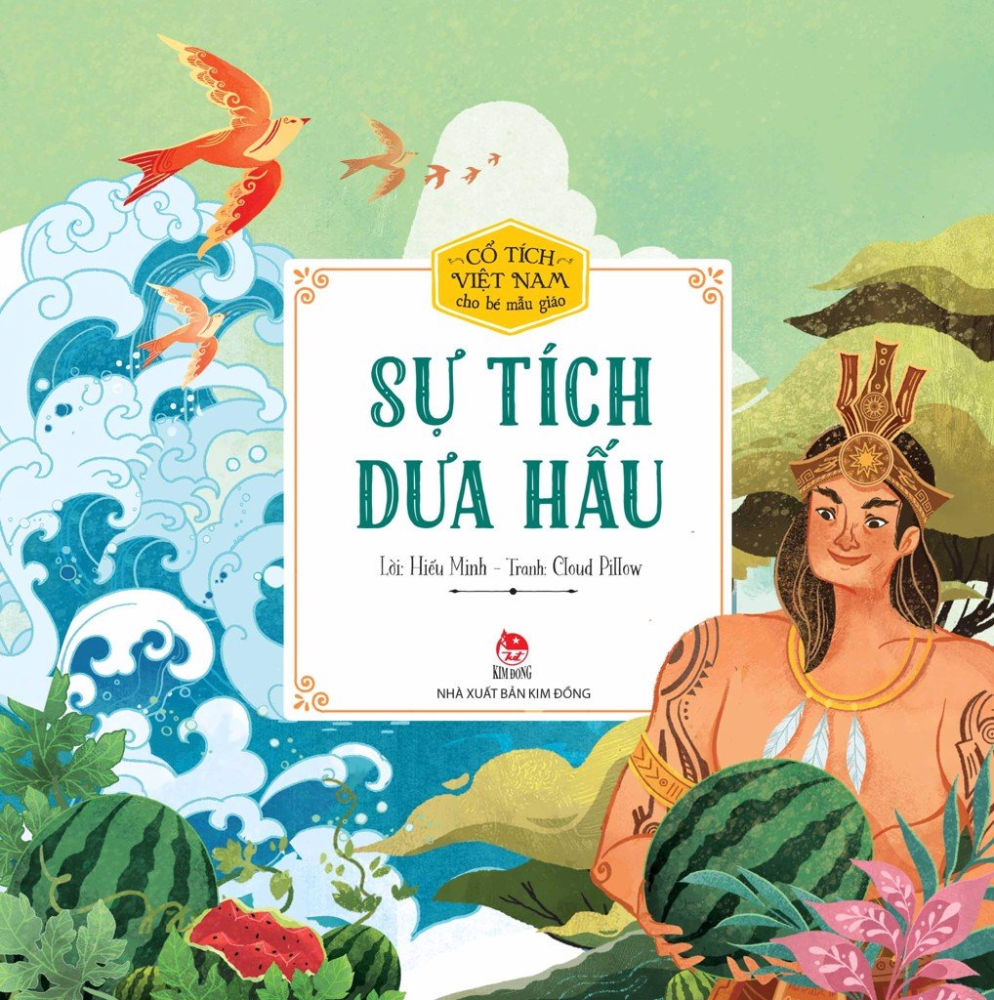 CỔ TÍCH
VIỆT NAM
cho bé mẫu giáo
SỰ TÍCH
DƯA HẤU
Lời: Hiếu Minh - Tranh: Cloud Pillow
KIM ĐỒNG
NHÀ XUẤT BẢN KIM ĐỒNG